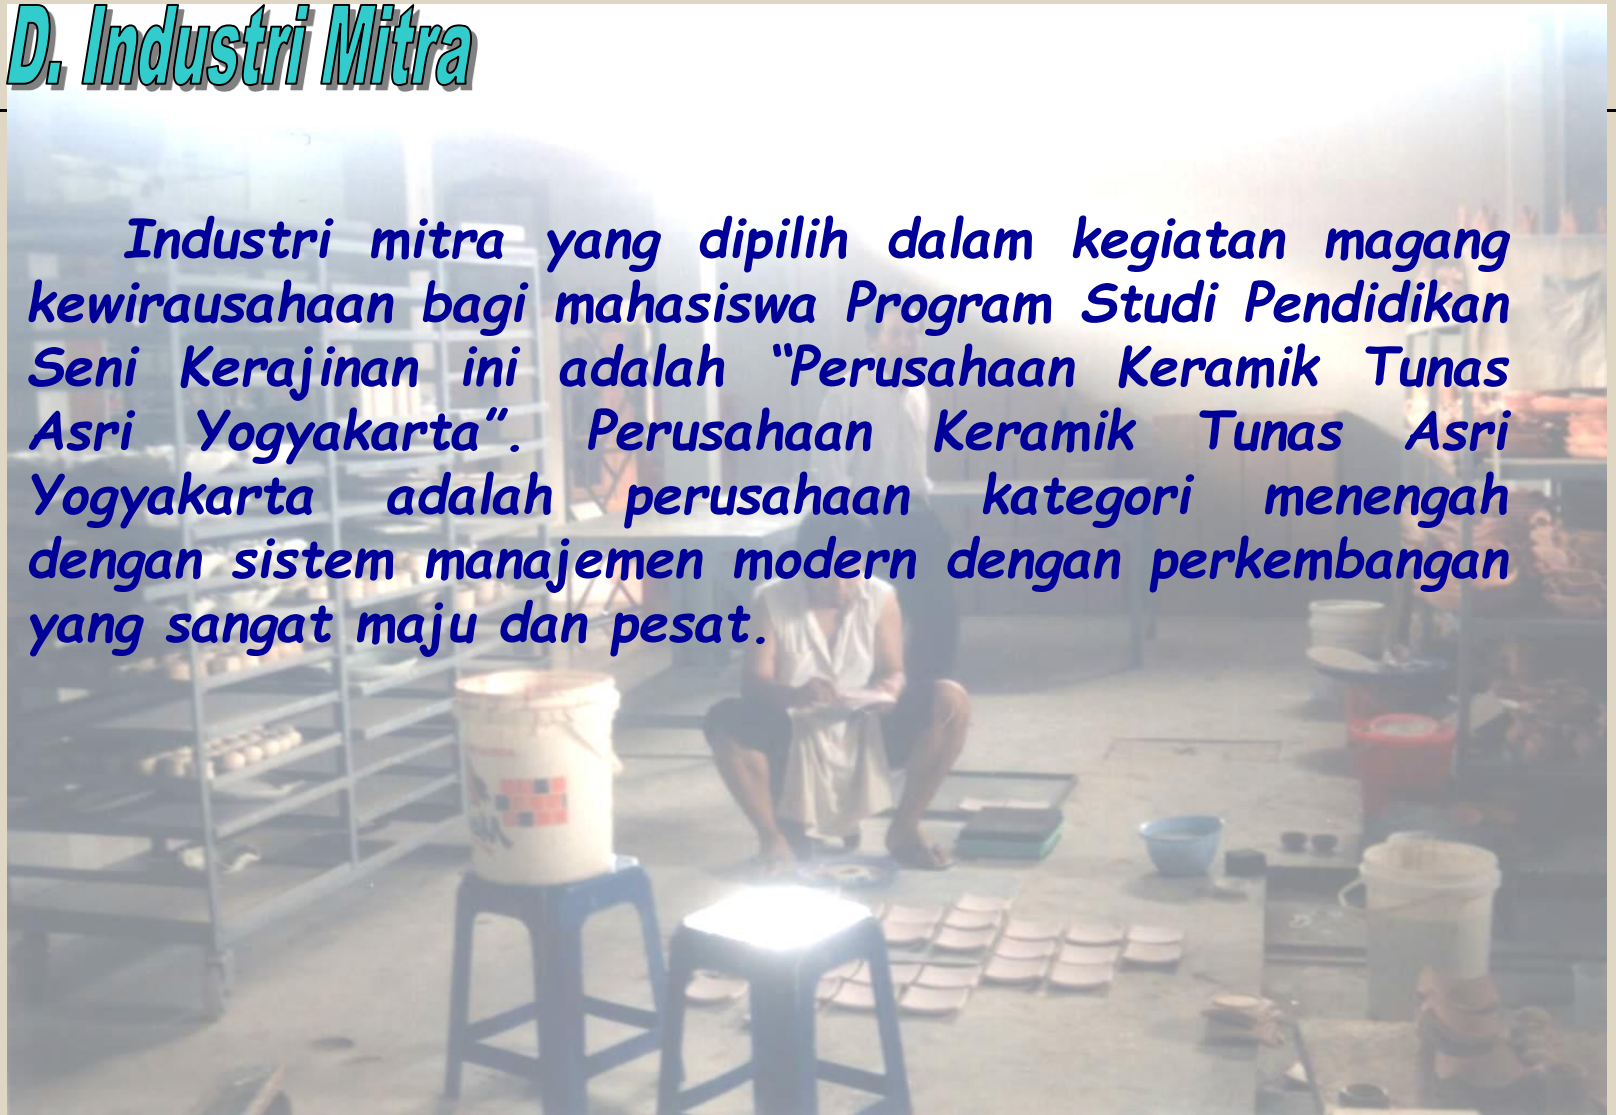 D. Industri Mitra
Industri mitra yang dipilih dalam kegiatan magang
kewirausahaan bagi mahasiswa Program Studi Pendidikan
Seni Kerajinan ini adalah “Perusahaan Keramik Tunas
Asri Yogyakarta”. Perusahaan Keramik Tunas Asri
Yogyakarta adalah perusahaan kategori menengah
dengan sistem manajemen modern dengan perkembangan
yang sangat maju dan pesat.